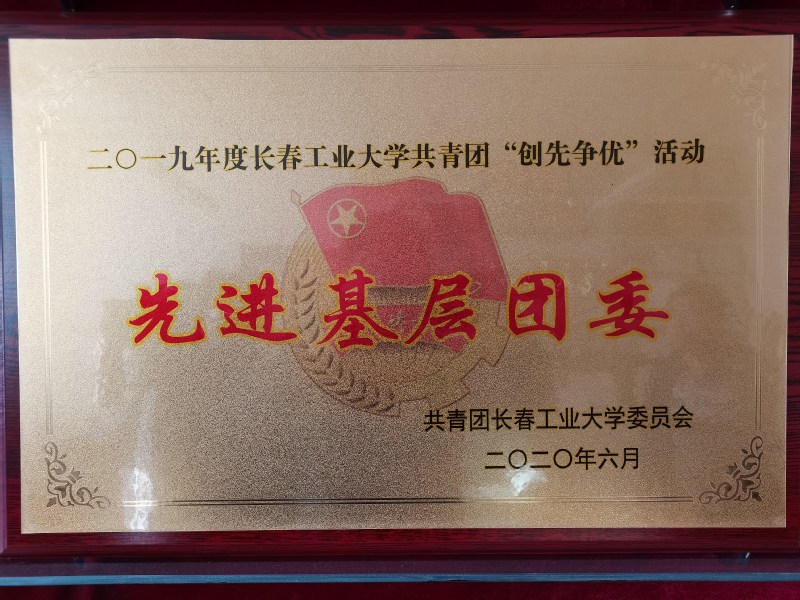 二〇一九年度长春工业大学共青团“创先争优”活动
先进基层团委
共青团长春工业大学委员会
二〇二〇年六月